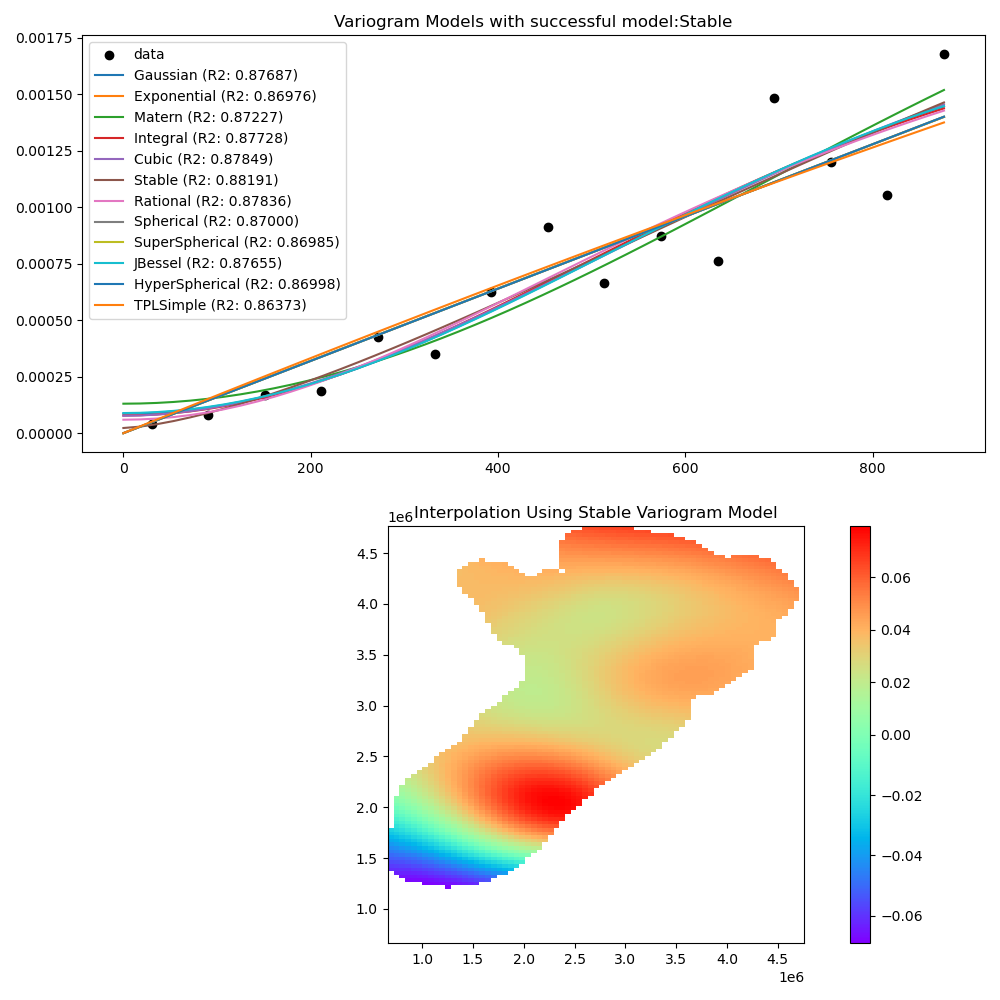 Variogram Models with successful model:Stable
0.00175
0.00150
0.00125
0.00100
0.00075
0.00050
0.00025
0.00000
data
Gaussian (R2: 0.87687)
Exponential (R2: 0.86976)
Matern (R2: 0.87227)
Integral (R2: 0.87728)
Cubic (R2: 0.87849)
Stable (R2: 0.88191)
Rational (R2: 0.87836)
Spherical (R2: 0.87000)
SuperSpherical (R2: 0.86985)
JBessel (R2: 0.87655)
HyperSpherical (R2: 0.86998)
TPLSimple (R2: 0.86373)
0 200 400 600 800
Interpolation Using Stable Variogram Model
1e6
4.5
4.0
3.5
3.0
2.5
2.0
1.5
1.0
1.0 1.5 2.0 2.5 3.0 3.5 4.0 4.5
1e6
0.06
0.04
0.02
0.00
−0.02
−0.04
−0.06